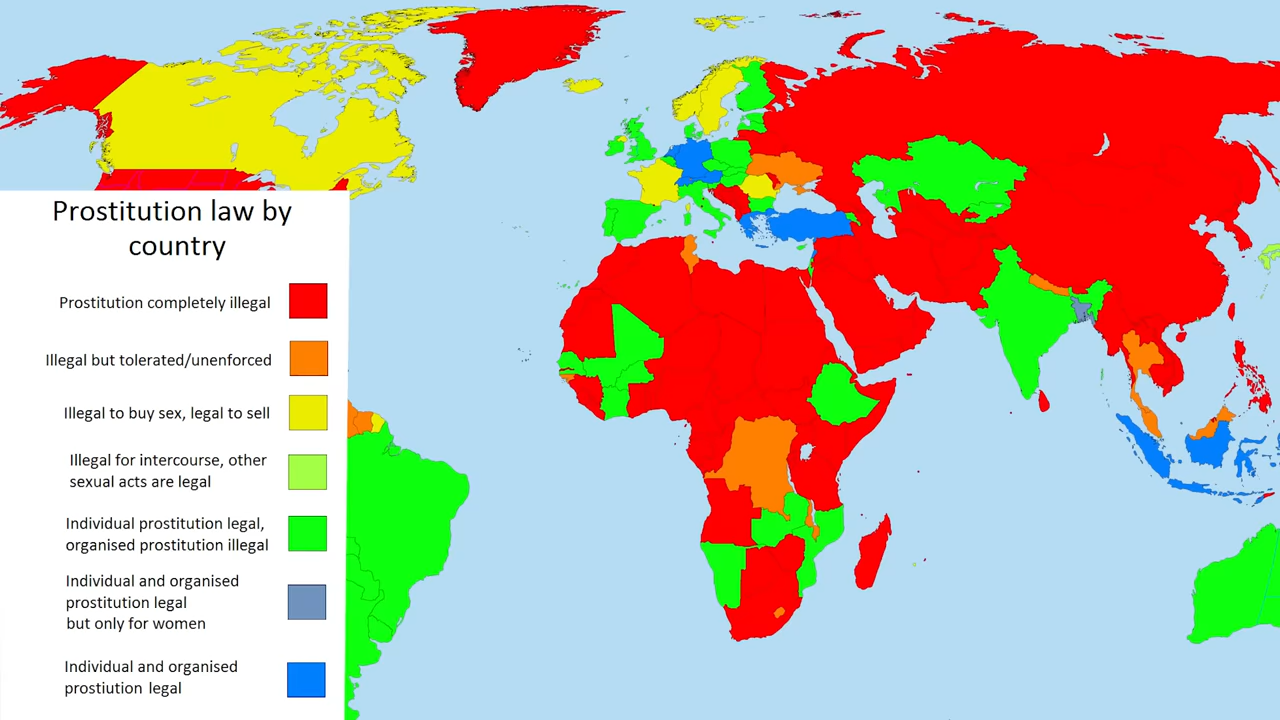 Prostitution law by
country
Prostitution completely illegal
Illegal but tolerated/unenforced
Illegal to buy sex, legal to sell
Illegal for intercourse, other
sexual acts are legal
Individual prostitution legal,
organised prostitution illegal
Individual and organised
prostitution legal
but only for women
Individual and organised
prostiution legal